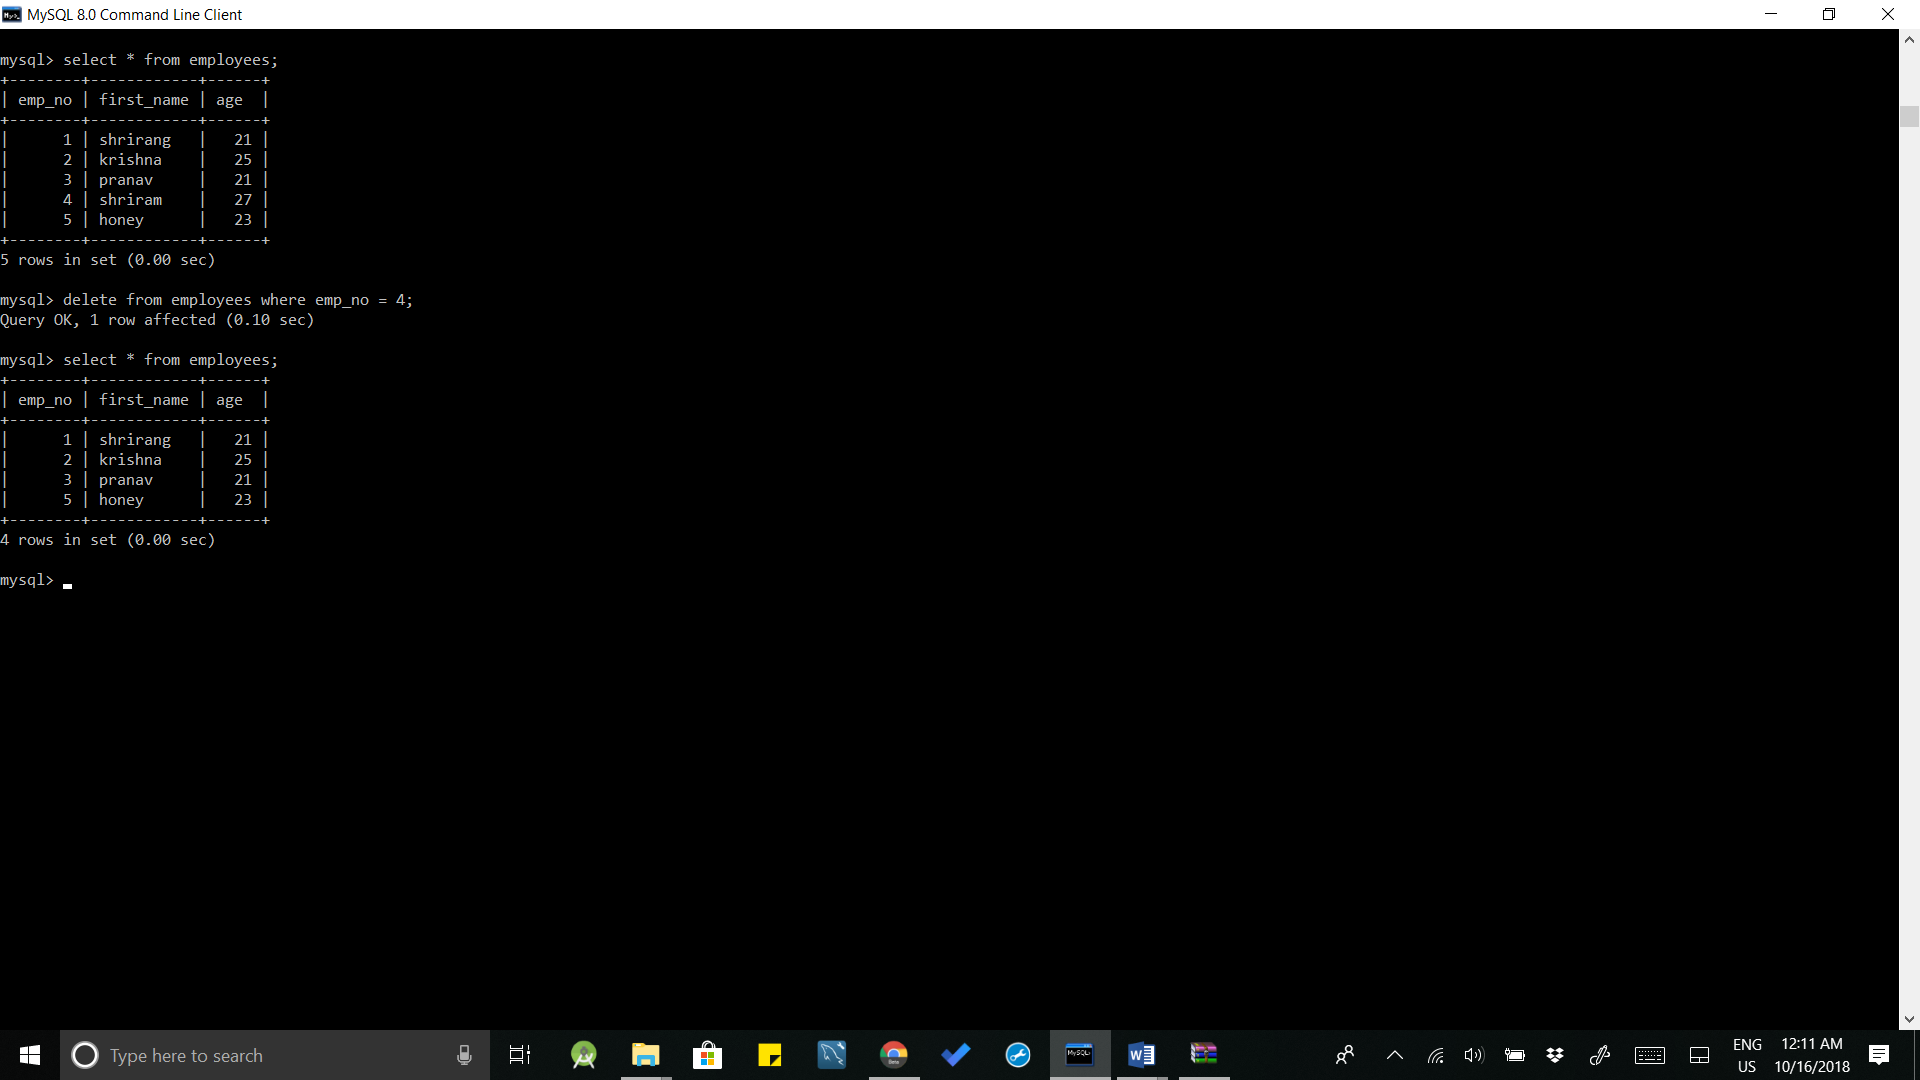 MySQL 8.0 Command Line Client
mysql> select * from employees;
+--------+------------+------+
| emp_no | first_name | age  |
+--------+------------+------+
|      1 | shrirang   |   21 |
|      2 | krishna    |   25 |
|      3 | pranav     |   21 |
|      4 | shriram    |   27 |
|      5 | honey      |   23 |
+--------+------------+------+
5 rows in set (0.00 sec)
mysql> delete from employees where emp_no = 4;
Query OK, 1 row affected (0.10 sec)
mysql> select * from employees;
+--------+------------+------+
| emp_no | first_name | age  |
+--------+------------+------+
|      1 | shrirang   |   21 |
|      2 | krishna    |   25 |
|      3 | pranav     |   21 |
|      5 | honey      |   23 |
+--------+------------+------+
4 rows in set (0.00 sec)
mysql>
Type here to search
ENG
US
12:11 AM
10/16/2018